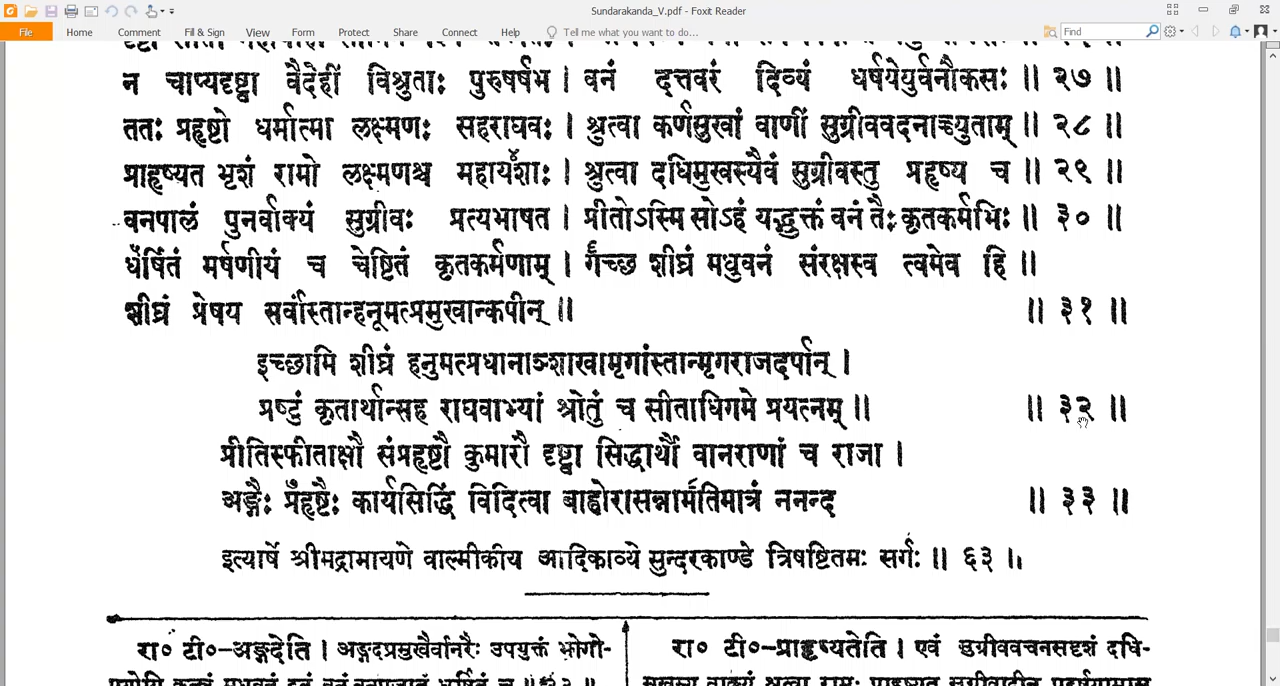 Sundarakanda_V.pdf - Foxit Reader
File Home Comment Fill & Sign View Form Protect Share Connect Help Tell me what you want to do... Find
न चाप्यदृष्ट्वा वैदेहीं विश्रुताः पुरुषर्षभ । वनं दत्तवरं दिव्यं धर्षयेयुर्वनौकसः ॥ २७ ॥
ततः प्रहृष्टो धर्मात्मा लक्ष्मणः सहराघवः । श्रुत्वा कर्णसुखां वाणीं सुग्रीववदनाच्च्युताम् ॥ २८ ॥
प्राहृष्यत भृशं रामो लक्ष्मणश्च महायशाः । श्रुत्वा दधिमुखस्यैवं सुग्रीवस्तु प्रहृष्य च ॥ २९ ॥
वनपालं पुनर्वाक्यं सुग्रीवः प्रत्यभाषत । प्रीतोऽस्मि सोऽहं यद्भुक्तं वनं तैः कृतकर्मभिः ॥ ३० ॥
धर्षितं मर्षणीयं च चेष्टितं कृतकर्मणाम् । गच्छ शीघ्रं मधुवनं संरक्षस्व त्वमेव हि ॥
शीघ्रं प्रेषय सर्वांस्तान्हनूमत्प्रमुखान्कपीन् ॥ ॥ ३१ ॥
इच्छामि शीघ्रं हनुमत्प्रधानाञ्शाखामृगांस्तान्मृगराजदर्पान् ।
प्रष्टुं कृतार्थान्सह राघवाभ्यां श्रोतुं च सीताधिगमे प्रयत्नम् ॥ ॥ ३२ ॥
प्रीतिस्फीताक्षौ संप्रहृष्टौ कुमारौ दृष्ट्वा सिद्धार्थौ वानराणां च राजा ।
अङ्गैः प्रहृष्टैः कार्यसिद्धिं विदित्वा बाह्वोरासन्नामतिमात्रं ननन्द ॥ ३३ ॥
इत्यार्षे श्रीमद्रामायणे वाल्मीकीय आदिकाव्ये सुन्दरकाण्डे त्रिषष्टितमः सर्गः ॥ ६३ ॥
रा० टी०-अङ्गदेति । अङ्गदप्रमुखैर्वानरैः उपयुक्तं भोगो-
रा० टी०-प्राहृष्यतेति । एवं सुग्रीववचनसदृशं दधि-